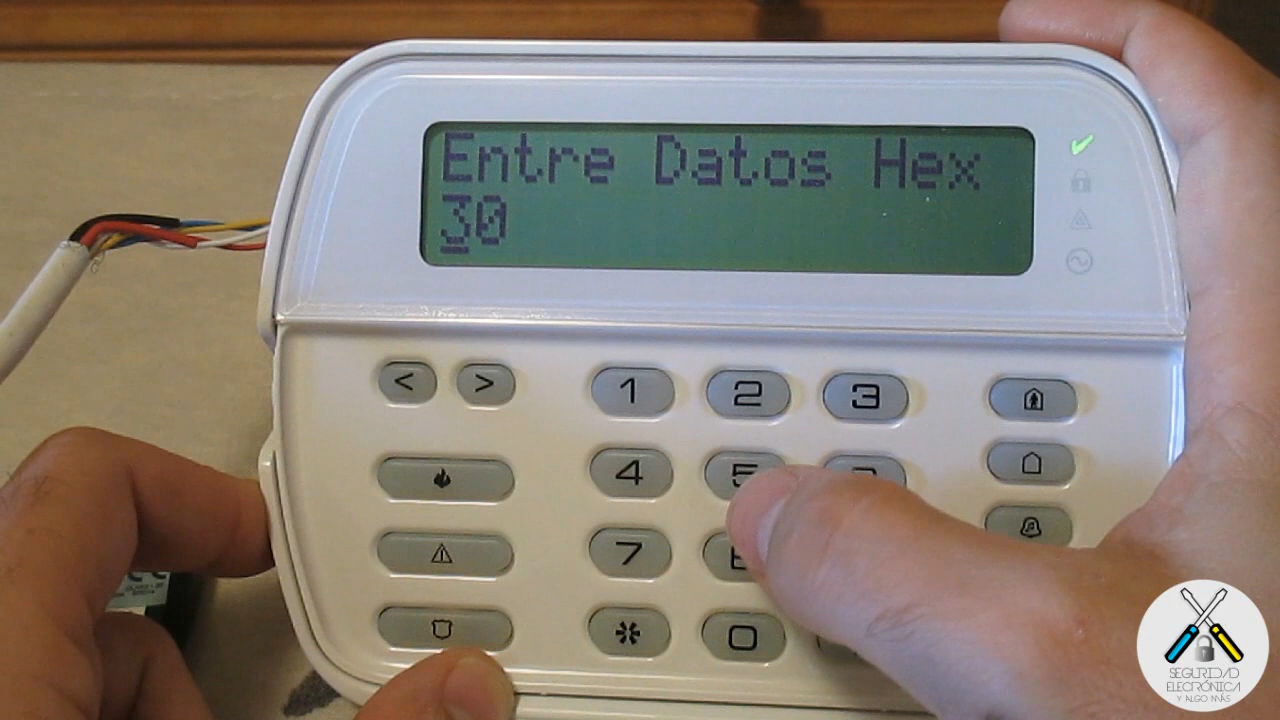 Entre Datos Hex
30
< > 1 2 3
4 5
7
* 0
SEGURIDAD
ELECTRÓNICA
Y ALGO MÁS